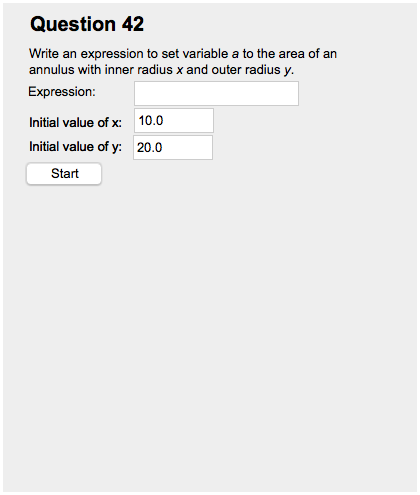 Question 42
Write an expression to set variable a to the area of an
annulus with inner radius x and outer radius y.
Expression:
Initial value of x: 10.0
Initial value of y: 20.0
Start